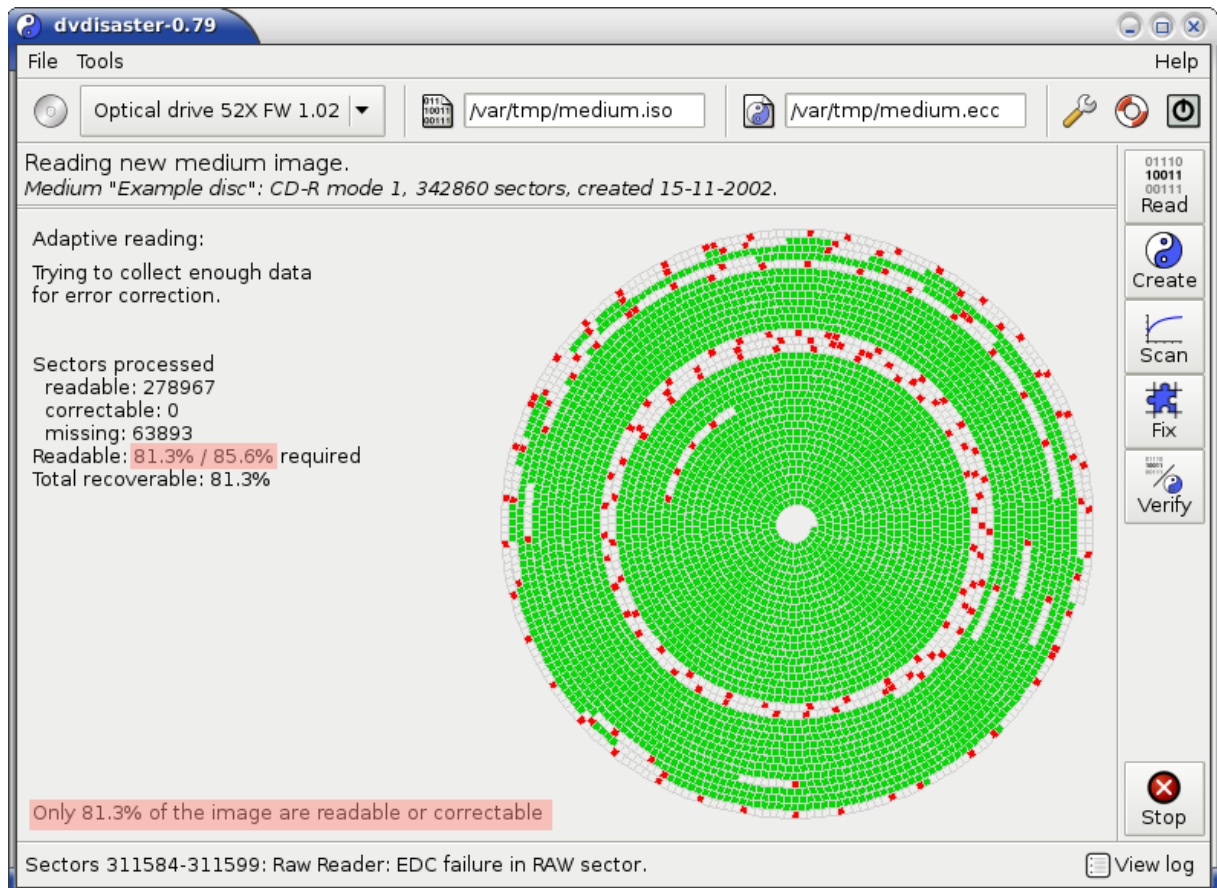 dvdisaster-0.79
File Tools Help
Optical drive 52X FW 1.02 /var/tmp/medium.iso /var/tmp/medium.ecc
Reading new medium image.
Medium "Example disc": CD-R mode 1, 342860 sectors, created 15-11-2002.
Adaptive reading:
Trying to collect enough data
for error correction.
Sectors processed
readable: 278967
correctable: 0
missing: 63893
Readable: 81.3% / 85.6% required
Total recoverable: 81.3%
Only 81.3% of the image are readable or correctable
01110
10011
00111
Read
Create
Scan
Fix
Verify
Stop
Sectors 311584-311599: Raw Reader: EDC failure in RAW sector.
View log